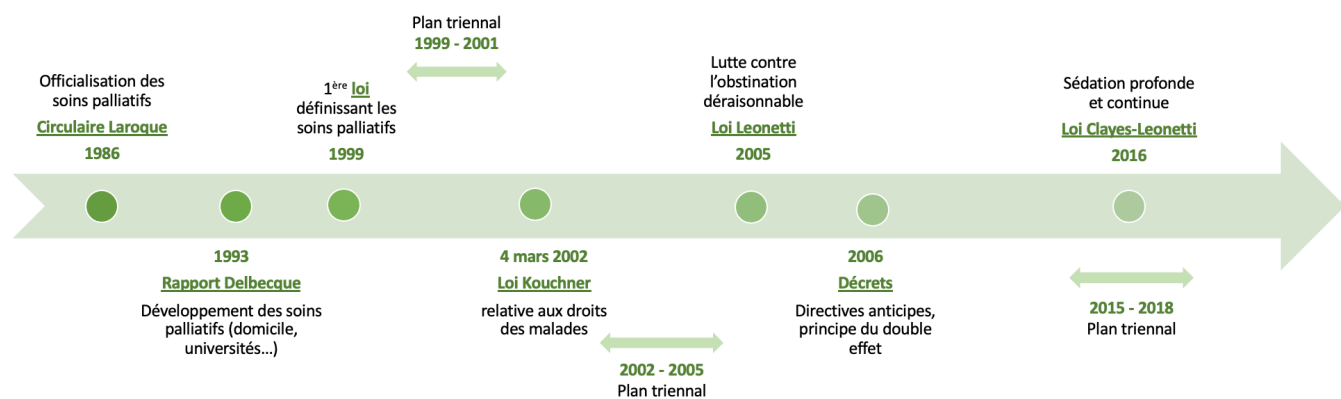 Officialisation des
soins palliatifs
Circulaire Laroque
1986
1993
Rapport Delbecque
Développement des soins
palliatifs (domicile,
universités…)
1ère loi
définissant les
soins palliatifs
1999
Plan triennal
1999 - 2001
4 mars 2002
Loi Kouchner
relative aux droits
des malades
2002 - 2005
Plan triennal
Lutte contre
l’obstination
déraisonnable
Loi Leonetti
2005
2006
Décrets
Directives anticipes,
principe du double
effet
Sédation profonde
et continue
Loi Clayes-Leonetti
2016
2015 - 2018
Plan triennal